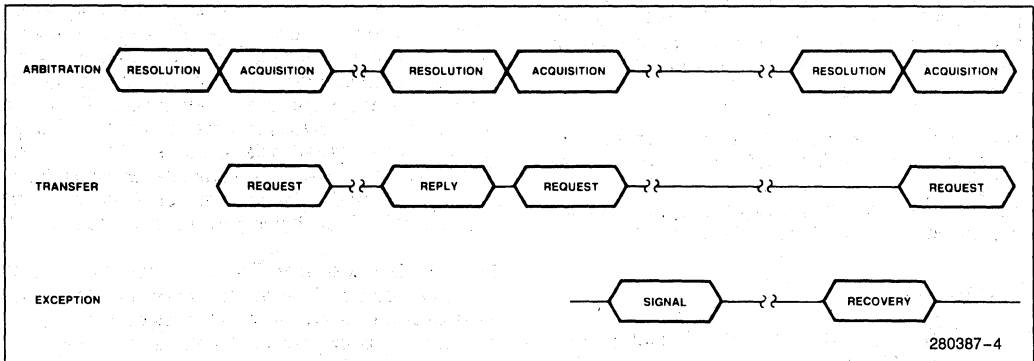 ARBITRATION RESOLUTION ACQUISITION RESOLUTION ACQUISITION RESOLUTION ACQUISITION
TRANSFER REQUEST REPLY REQUEST REQUEST
EXCEPTION SIGNAL RECOVERY
280387-4